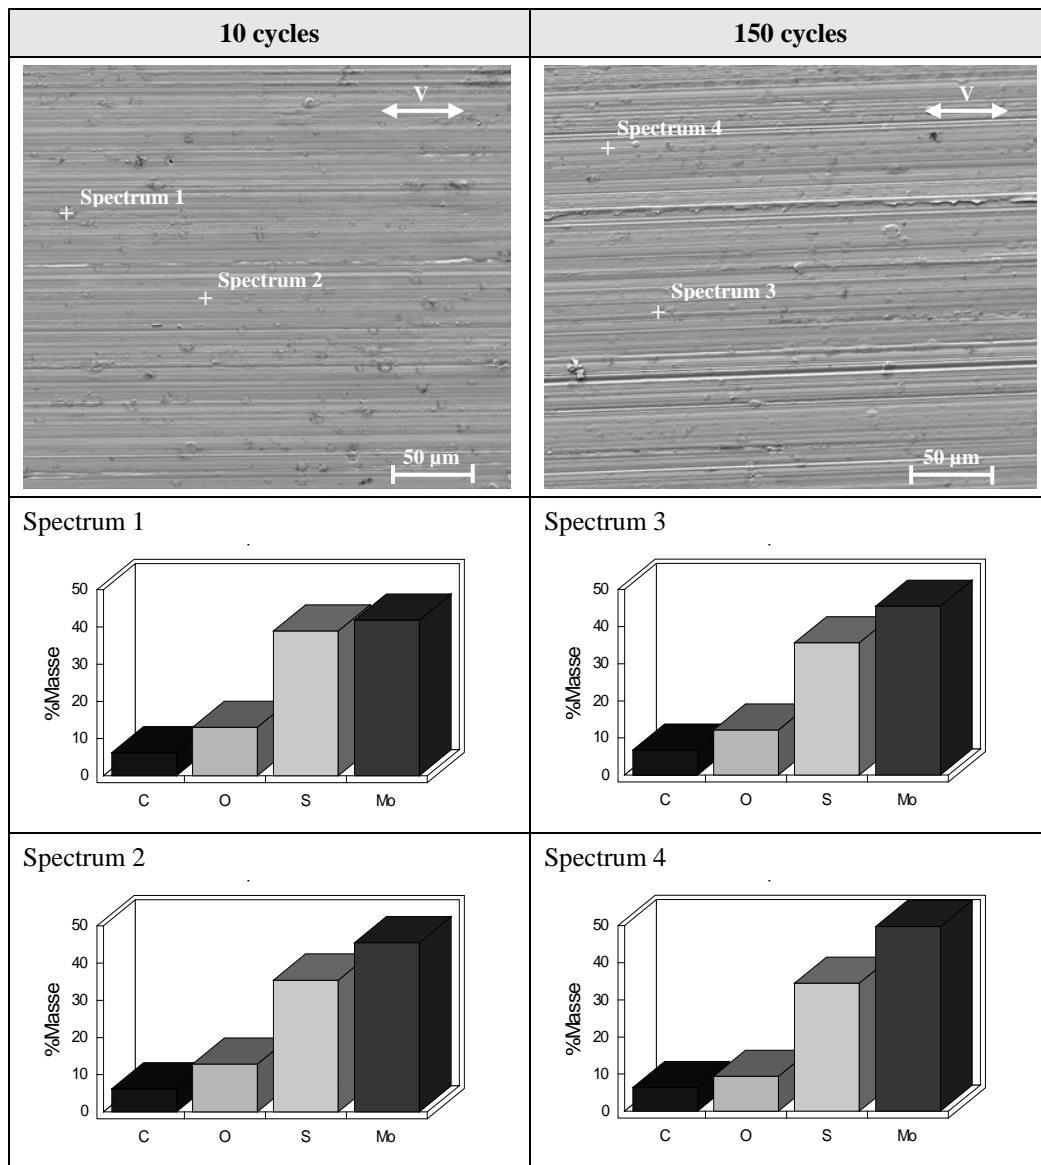 10 cycles
150 cycles
V
Spectrum 1
Spectrum 2
50 µm
V
Spectrum 4
Spectrum 3
50 µm
Spectrum 1
50
40
30
20
10
0
%Masse
C O S Mo
Spectrum 3
50
40
30
20
10
0
%Masse
C O S Mo
Spectrum 2
50
40
30
20
10
0
%Masse
C O S Mo
Spectrum 4
50
40
30
20
10
0
%Masse
C O S Mo